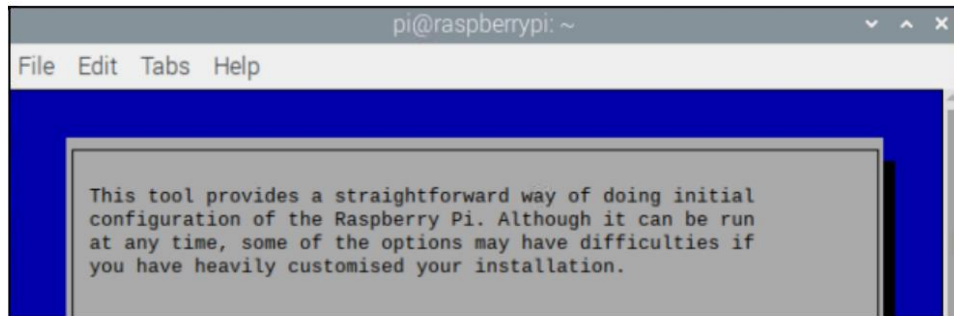 pi@raspberrypi: ~
File Edit Tabs Help
This tool provides a straightforward way of doing initial
configuration of the Raspberry Pi. Although it can be run
at any time, some of the options may have difficulties if
you have heavily customised your installation.